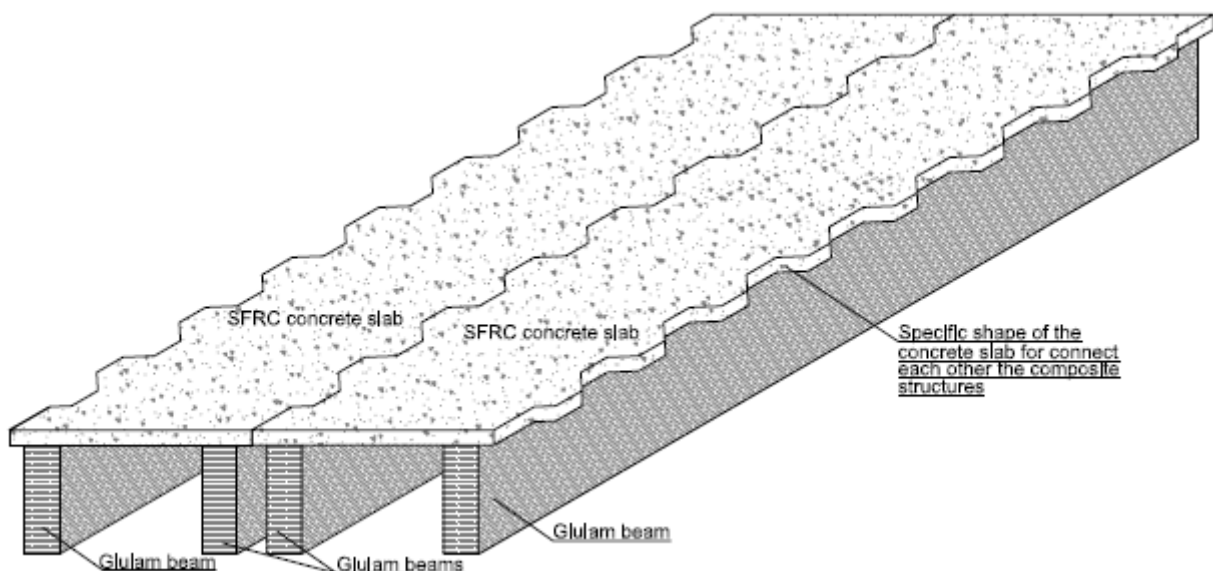 SFRC concrete slab
SFRC concrete slab
Specific shape of the
concrete slab for connect
each other the composite
structures
Glulam beam
Glulam beam
Glulam beams